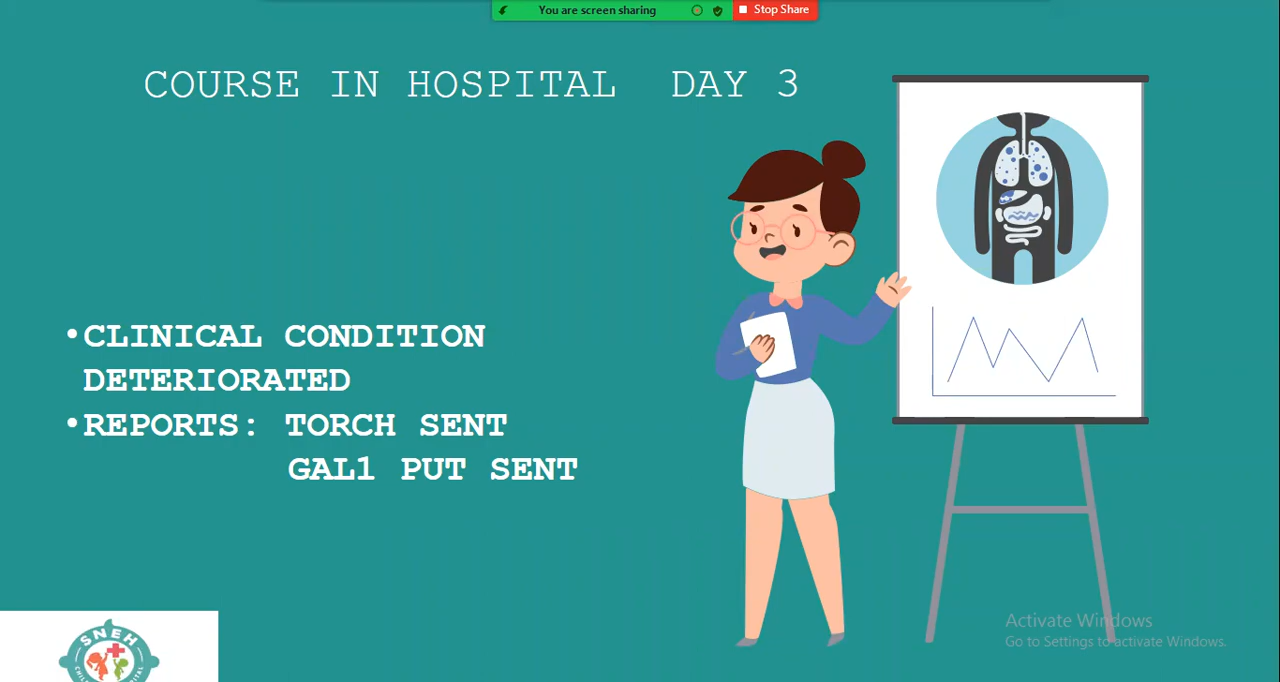 You are screen sharing
Stop Share
COURSE IN HOSPITAL DAY 3
•CLINICAL CONDITION
DETERIORATED
•REPORTS: TORCH SENT
GAL1 PUT SENT
Activate Windows
Go to Settings to activate Windows.
SNEH